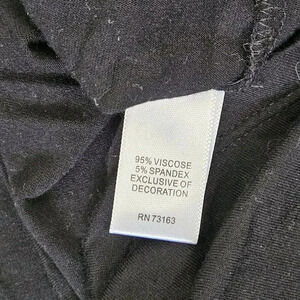 95% VISCOSE
5% SPANDEX
EXCLUSIVE OF
DECORATION
RN 73163